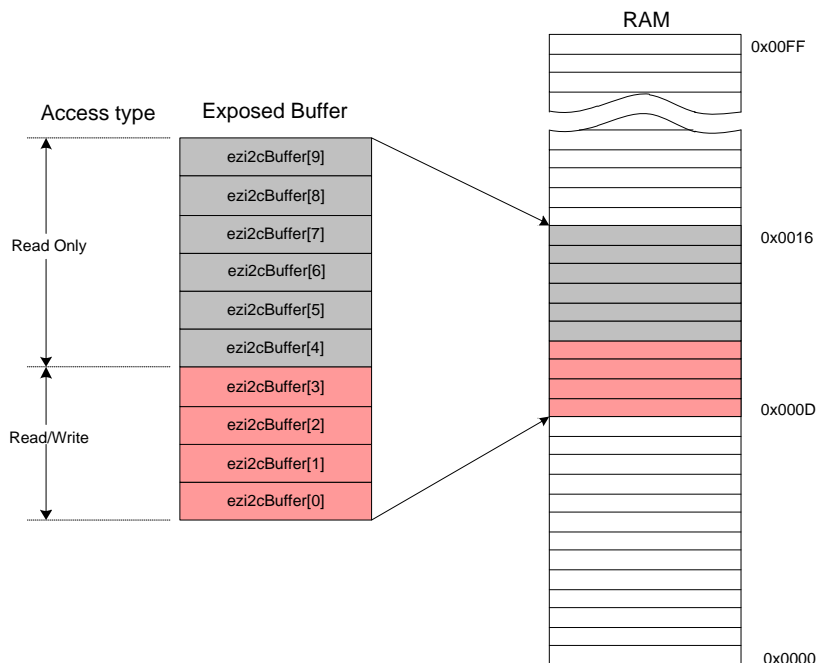 RAM
0x00FF
Access type
Exposed Buffer
ezi2cBuffer[9]
ezi2cBuffer[8]
ezi2cBuffer[7]
0x0016
Read Only
ezi2cBuffer[6]
ezi2cBuffer[5]
ezi2cBuffer[4]
ezi2cBuffer[3]
0x000D
ezi2cBuffer[2]
Read/Write
ezi2cBuffer[1]
ezi2cBuffer[0]
0x0000